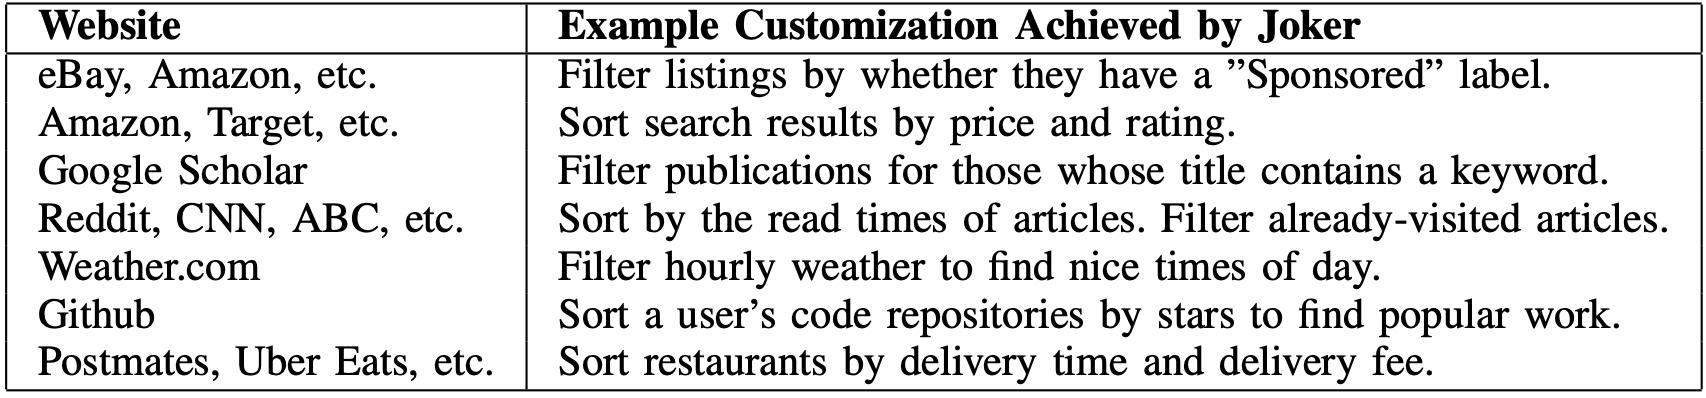 Website Example Customization Achieved by Joker
eBay, Amazon, etc. Filter listings by whether they have a ”Sponsored” label.
Amazon, Target, etc. Sort search results by price and rating.
Google Scholar Filter publications for those whose title contains a keyword.
Reddit, CNN, ABC, etc. Sort by the read times of articles. Filter already-visited articles.
Weather.com Filter hourly weather to find nice times of day.
Github Sort a user’s code repositories by stars to find popular work.
Postmates, Uber Eats, etc. Sort restaurants by delivery time and delivery fee.